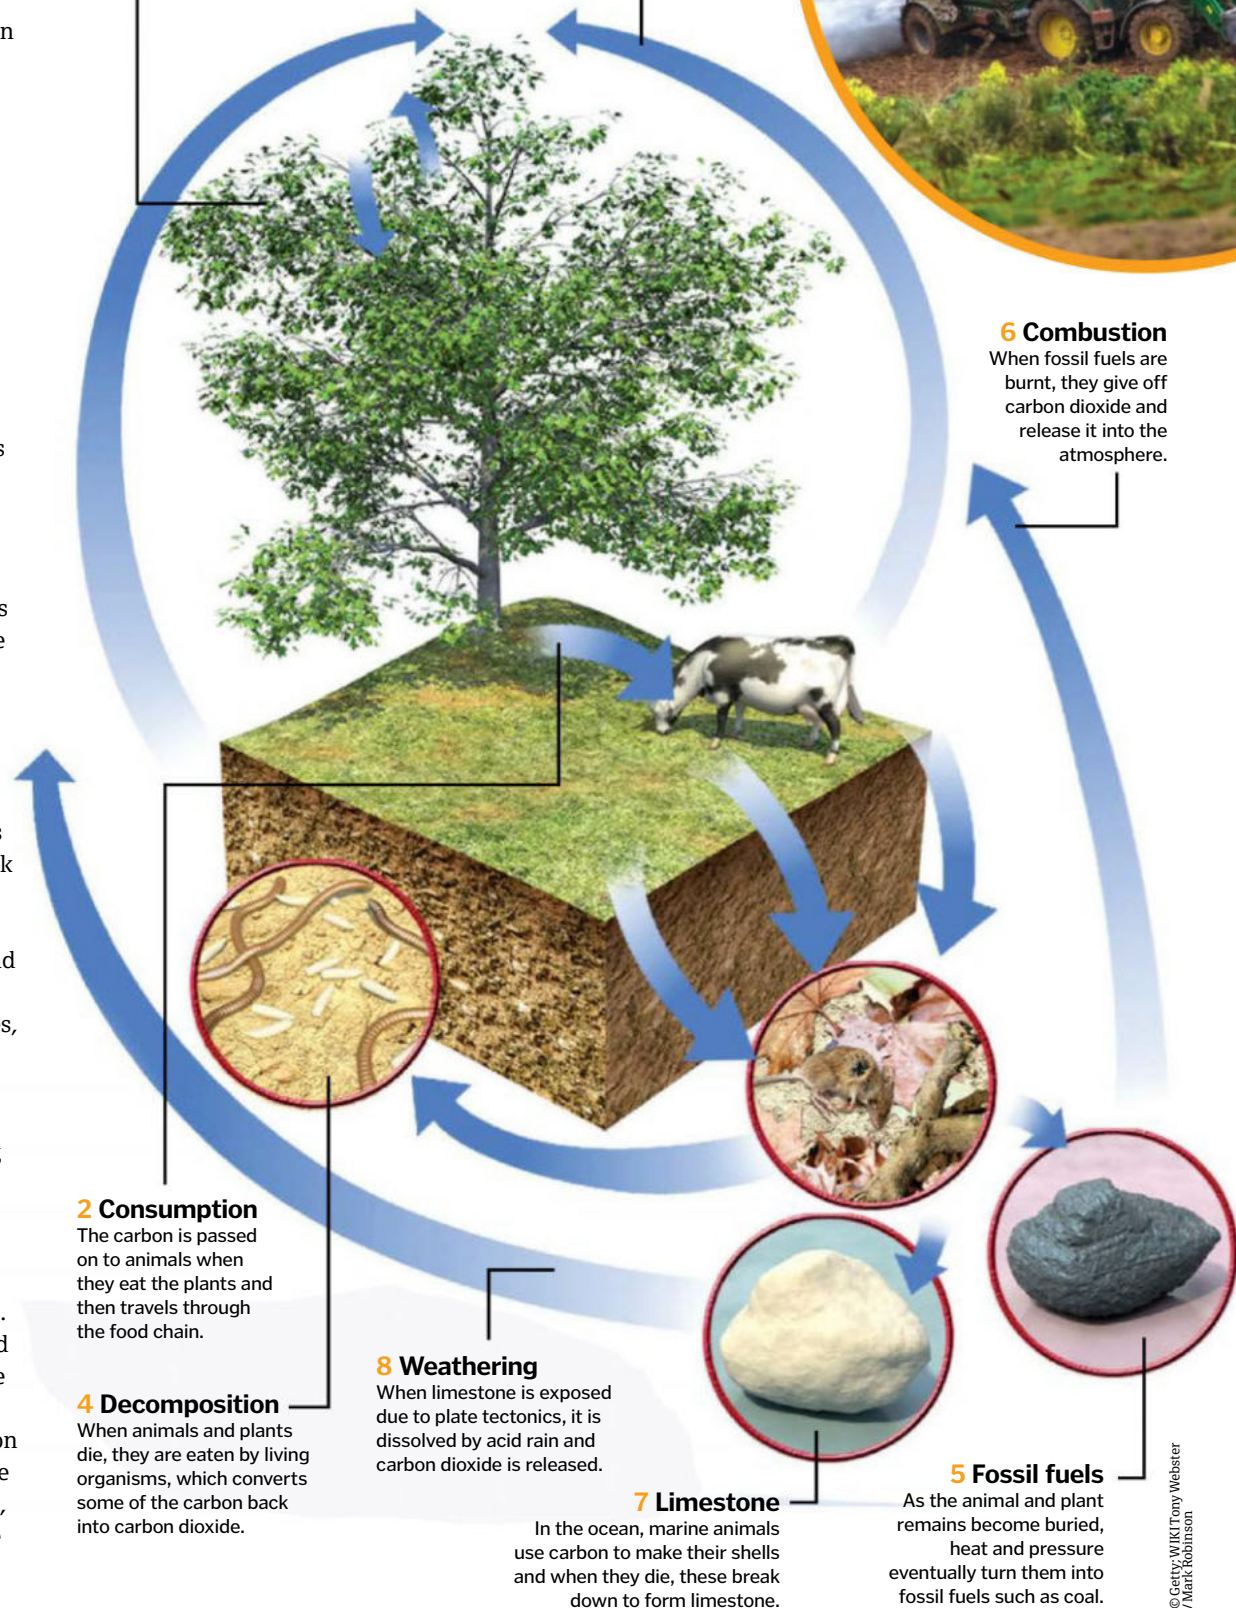 6 Combustion
When fossil fuels are
burnt, they give off
carbon dioxide and
release it into the
atmosphere.
2 Consumption
The carbon is passed
on to animals when
they eat the plants and
then travels through
the food chain.
4 Decomposition
When animals and plants
die, they are eaten by living
organisms, which converts
some of the carbon back
into carbon dioxide.
8 Weathering
When limestone is exposed
due to plate tectonics, it is
dissolved by acid rain and
carbon dioxide is released.
7 Limestone
In the ocean, marine animals
use carbon to make their shells
and when they die, these break
down to form limestone.
5 Fossil fuels
As the animal and plant
remains become buried,
heat and pressure
eventually turn them into
fossil fuels such as coal.
© Getty; WIKI Tony Webster
/ Mark Robinson